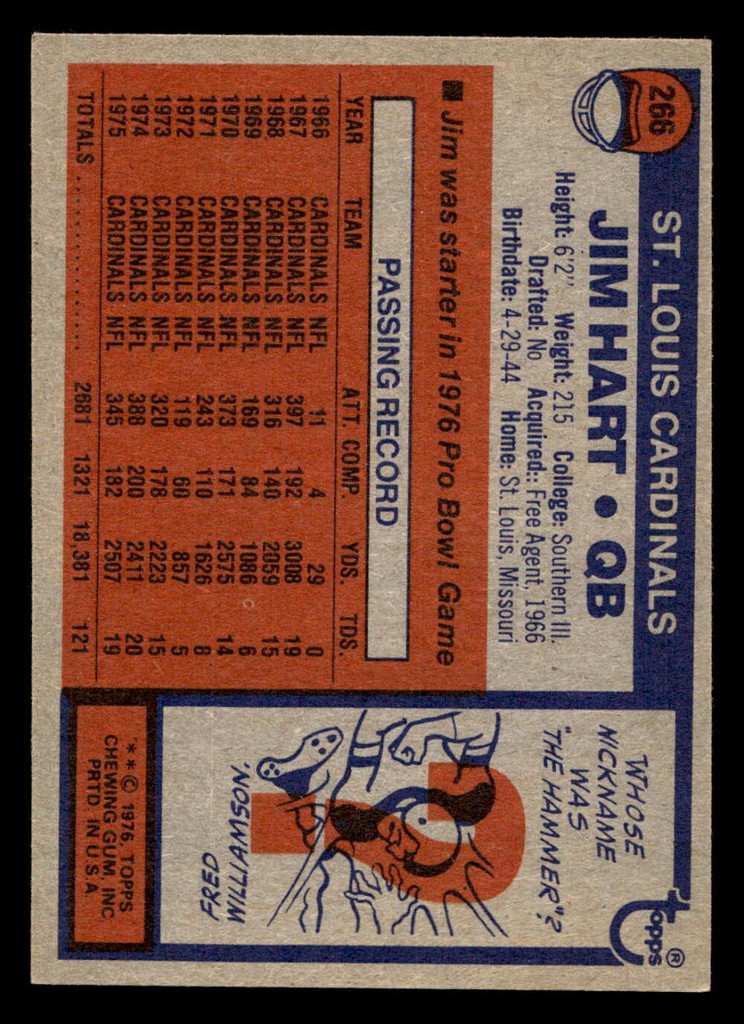 266
ST. LOUIS CARDINALS
JIM HART • QB
Height: 6'2" Weight: 215 College: Southern Ill.
Drafted: No Acquired:: Free Agent, 1966
Birthdate: 4-29-44 Home: St. Louis, Missouri
■ Jim was starter in 1976 Pro Bowl Game
PASSING RECORD
YEAR TEAM ATT. COMP. YDS. TDS.
1966 CARDINALS NFL 11 4 29 0
1967 CARDINALS NFL 397 192 3008 19
1968 CARDINALS NFL 316 140 2059 15
1969 CARDINALS NFL 169 84 1086 6
1970 CARDINALS NFL 373 171 2575 14
1971 CARDINALS NFL 243 110 1626 8
1972 CARDINALS NFL 119 60 857 5
1973 CARDINALS NFL 320 178 2223 15
1974 CARDINALS NFL 388 200 2411 20
1975 CARDINALS NFL 345 182 2507 19
TOTALS .................... 2681 1321 18,381 121
topps®
WHOSE
NICKNAME
WAS
"THE HAMMER"?
FRED
WILLIAMSON.
**© 1976, TOPPS
CHEWING GUM, INC.
PRTD. IN U.S.A.